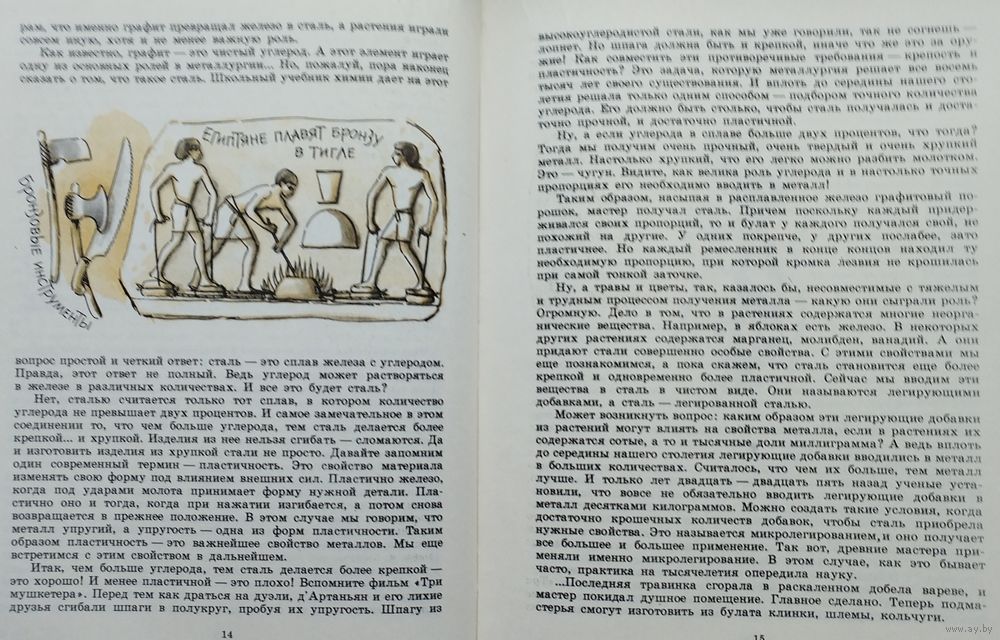 рам, что именно графит превращал железо в сталь, а растения играли
совсем иную, хотя и не менее важную роль.
Как известно, графит — это чистый углерод. А этот элемент играет
одну из основных ролей в металлургии... Но, пожалуй, пора наконец
сказать о том, что такое сталь. Школьный учебник химии дает на этот
ЕГИПТЯНЕ ПЛАВЯТ БРОНЗУ
В ТИГЛЕ
БРОНЗОВЫЕ ИНСТРУМЕНТЫ
вопрос простой и четкий ответ: сталь — это сплав железа с углеродом.
Правда, этот ответ не полный. Ведь углерод может растворяться
в железе в различных количествах. И все это будет сталь?
Нет, сталью считается только тот сплав, в котором количество
углерода не превышает двух процентов. И самое замечательное в этом
соединении то, что чем больше углерода, тем сталь делается более
крепкой... и хрупкой. Изделия из нее нельзя сгибать — сломаются. Да
и изготовить изделия из хрупкой стали не просто. Давайте запомним
один современный термин — пластичность. Это свойство материала
изменять свою форму под влиянием внешних сил. Пластично железо,
когда под ударами молота принимает форму нужной детали. Пла-
стично оно и тогда, когда при нажатии изгибается, а потом снова
возвращается в прежнее положение. В этом случае мы говорим, что
металл упругий, а упругость — одна из форм пластичности. Таким
образом пластичность — это важнейшее свойство металлов. Мы еще
встретимся с этим свойством в дальнейшем.
Итак, чем больше углерода, тем сталь делается более крепкой —
это хорошо! И менее пластичной — это плохо! Вспомните фильм «Три
мушкетера». Перед тем как драться на дуэли, д'Артаньян и его лихие
друзья сгибали шпаги в полукруг, пробуя их упругость. Шпагу из
14
высокоуглеродистой стали, как мы уже говорили, так не согнешь —
лопнет. Но шпага должна быть и крепкой, иначе что же это за ору-
жие! Как совместить эти противоречивые требования — крепость и
пластичность? Это задача, которую металлургия решает все восемь
тысяч лет своего существования. И вплоть до середины нашего сто-
летия решала только одним способом — подбором точного количества
углерода. Его должно быть столько, чтобы сталь получалась и доста-
точно прочной, и достаточно пластичной.
Ну, а если углерода в сплаве больше двух процентов, что тогда?
Тогда мы получим очень прочный, очень твердый и очень хрупкий
металл. Настолько хрупкий, что его легко можно разбить молотком.
Это — чугун. Видите, как велика роль углерода и в настолько точных
пропорциях его необходимо вводить в металл!
Таким образом, насыпая в расплавленное железо графитовый по-
рошок, мастер получал сталь. Причем поскольку каждый придер-
живался своих пропорций, то и булат у каждого получался свой, не
похожий на другие. У одних покрепче, у других послабее, зато
пластичнее. Но каждый ремесленник в конце концов находил ту
необходимую пропорцию, при которой кромка лезвия не крошилась
при самой тонкой заточке.
Ну, а травы и цветы, так, казалось бы, несовместимые с тяжелым
и трудным процессом получения металла — какую они сыграли роль?
Огромную. Дело в том, что в растениях содержатся многие неорга-
нические вещества. Например, в яблоках есть железо. В некоторых
других растениях содержатся марганец, молибден, ванадий. А они
придают стали совершенно особые свойства. С этими свойствами мы
еще познакомимся, а пока скажем, что сталь становится еще более
крепкой и одновременно более пластичной. Сейчас мы вводим эти
вещества в сталь в чистом виде. Они называются легирующими
добавками, а сталь — легированной сталью.
Может возникнуть вопрос: каким образом эти легирующие добавки
из растений могут влиять на свойства металла, если в растениях их
содержатся сотые, а то и тысячные доли миллиграмма? А ведь вплоть
до середины нашего столетия легирующие добавки вводились в металл
в больших количествах. Считалось, что чем их больше, тем металл
лучше. И только лет двадцать — двадцать пять назад ученые уста-
новили, что вовсе не обязательно вводить легирующие добавки в
металл десятками килограммов. Можно создать такие условия, когда
достаточно крошечных количеств добавок, чтобы сталь приобрела
нужные свойства. Это называется микролегированием, и оно получает
все большее и большее применение. Так вот, древние мастера при-
меняли именно микролегирование. В этом случае, как это бывает
часто, практика на тысячелетия опередила науку.
...Последняя травинка сгорала в раскаленном добела вареве, и
мастер покидал душное помещение. Главное сделано. Теперь подма-
стерья смогут изготовить из булата клинки, шлемы, кольчуги.
15
www.ay.by